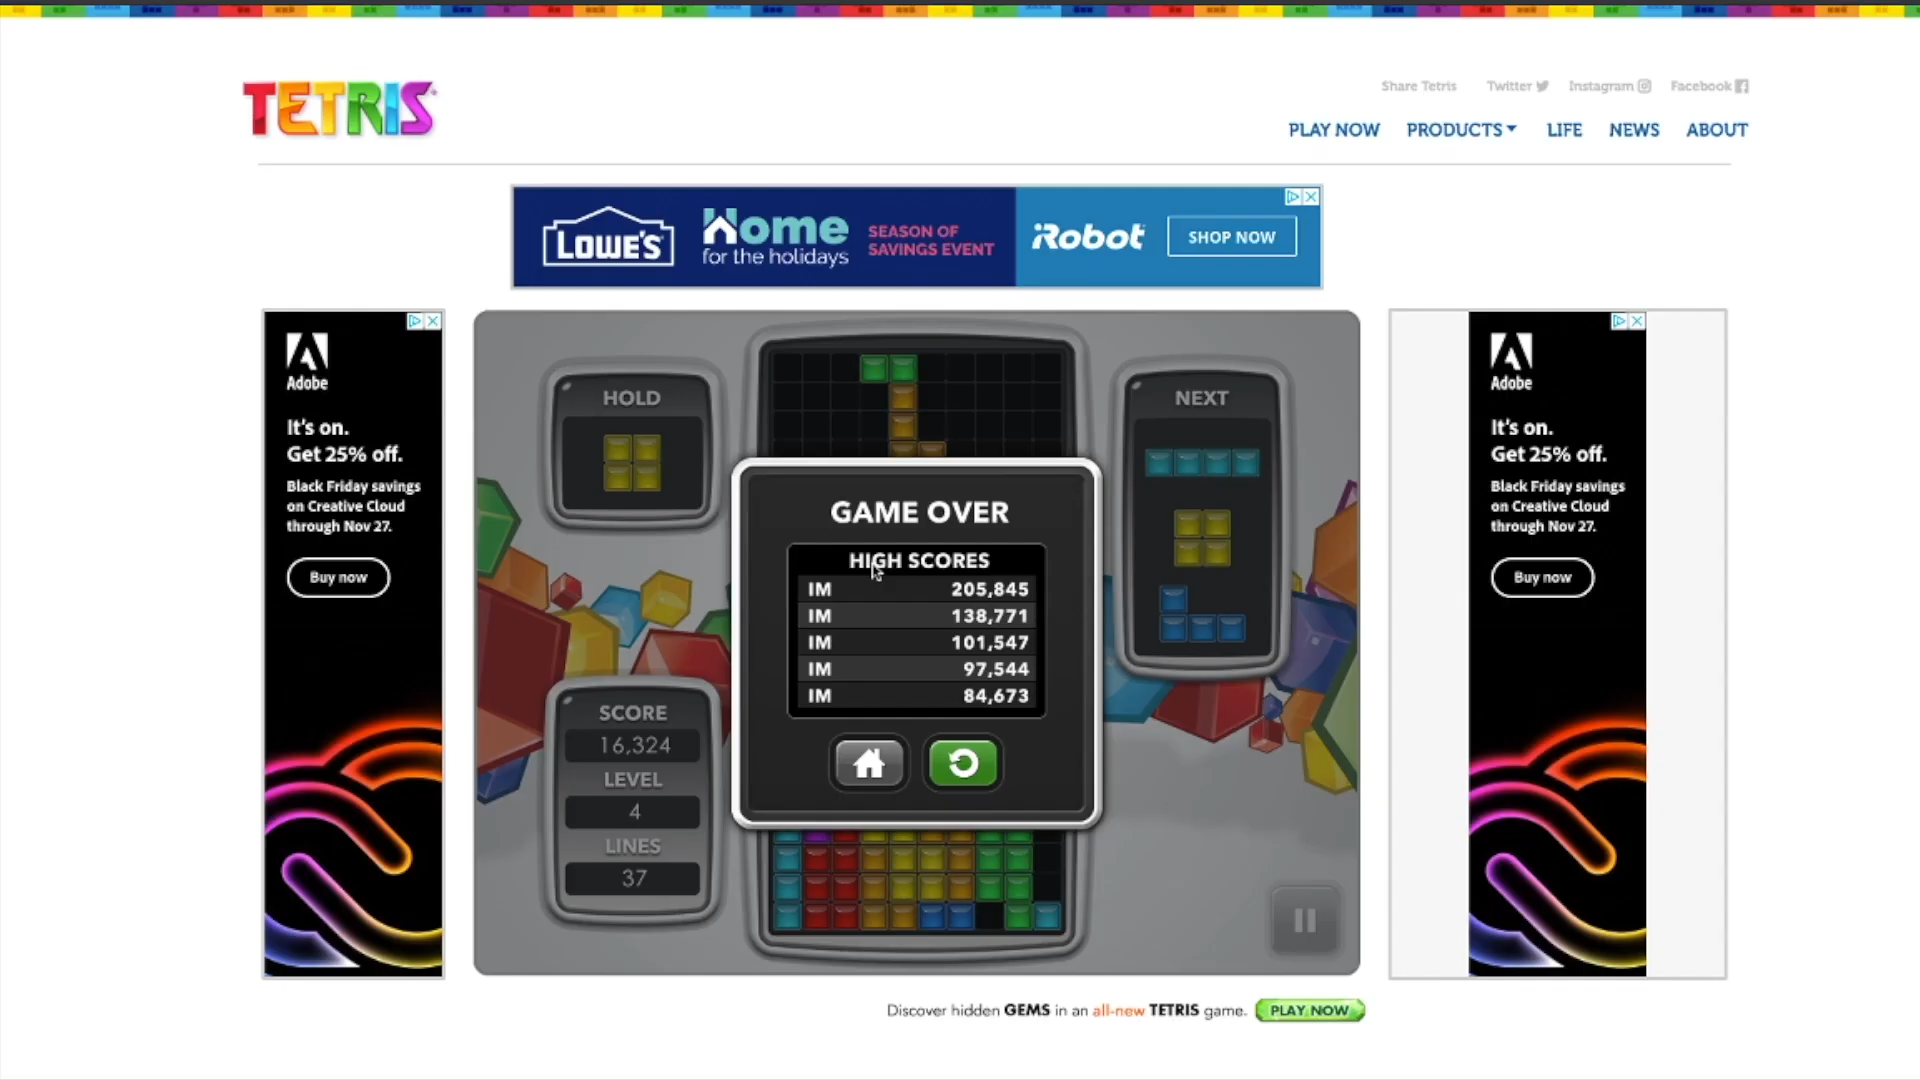 TETRIS
Share Tetris Twitter Instagram Facebook
PLAY NOW PRODUCTS LIFE NEWS ABOUT
LOWE'S
Home
for the holidays
SEASON OF
SAVINGS EVENT
iRobot
SHOP NOW
Adobe
It's on.
Get 25% off.
Black Friday savings
on Creative Cloud
through Nov 27.
Buy now
HOLD
SCORE
16,324
LEVEL
4
LINES
37
GAME OVER
HIGH SCORES
IM 205,845
IM 138,771
IM 101,547
IM 97,544
IM 84,673
NEXT
Adobe
It's on.
Get 25% off.
Black Friday savings
on Creative Cloud
through Nov 27.
Buy now
Discover hidden GEMS in an all-new TETRIS game. PLAY NOW